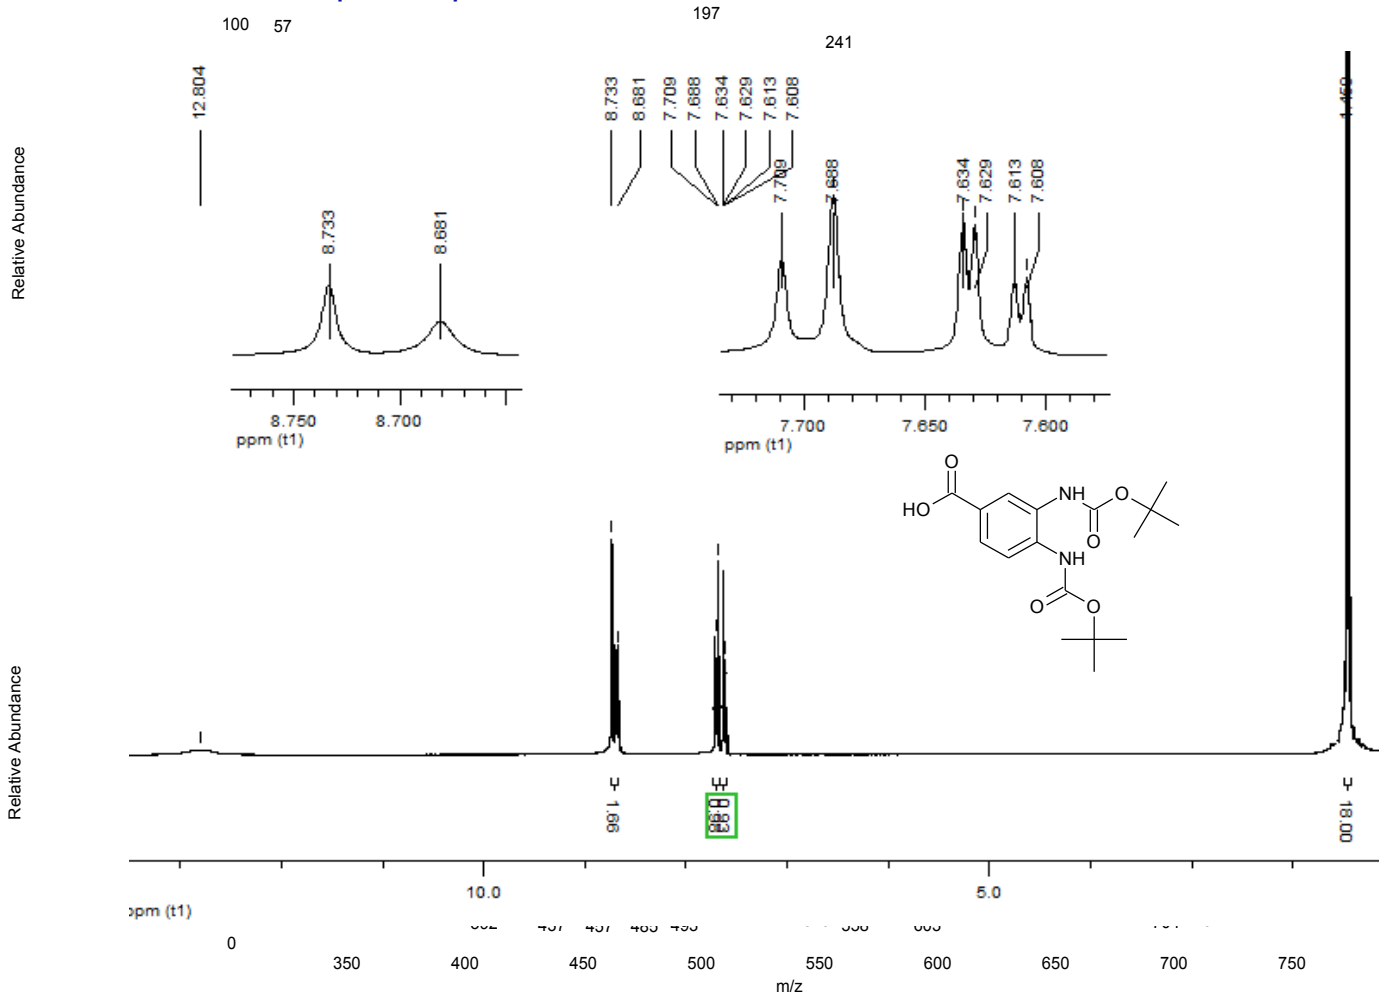 197
100 57
241
Relative Abundance
12.804
8.733
8.681
7.709
7.688
7.634
7.629
7.613
7.608
8.733
8.681
7.709
7.688
7.634
7.629
7.613
7.608
8.750 8.700
ppm (t1)
7.700 7.650 7.600
ppm (t1)
O
HO
NH
O
O
NH
O
O
Relative Abundance
1.66
18.00
10.0 5.0
ppm (t1)
0
350 400 450 500 550 600 650 700 750
m/z